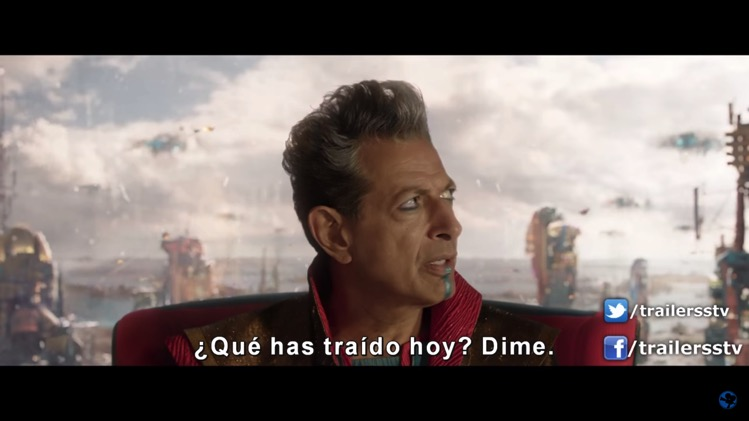 /trailersstv
¿Qué has traído hoy? Dime.
/trailersstv